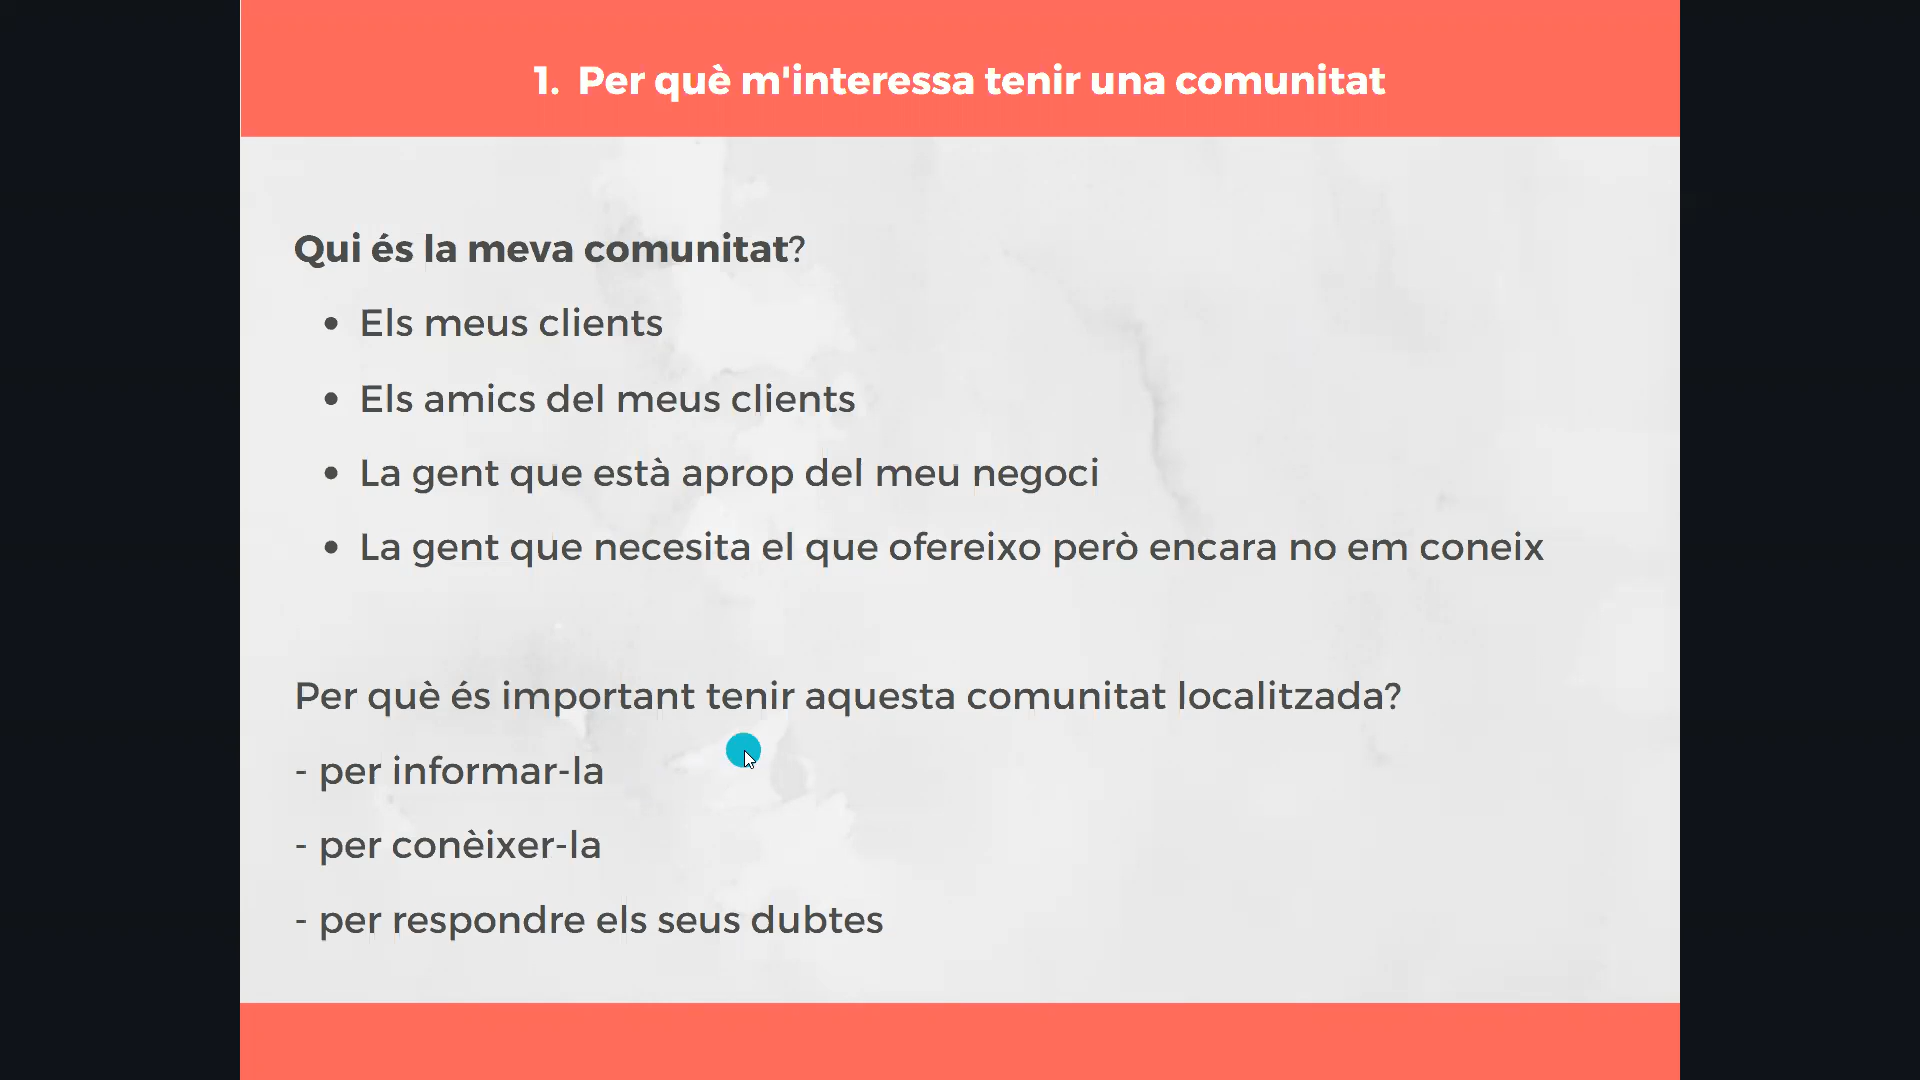 1. Per què m'interessa tenir una comunitat
Qui és la meva comunitat?
• Els meus clients
• Els amics del meus clients
• La gent que està aprop del meu negoci
• La gent que necesita el que ofereixo però encara no em coneix
Per què és important tenir aquesta comunitat localitzada?
- per informar-la
- per conèixer-la
- per respondre els seus dubtes